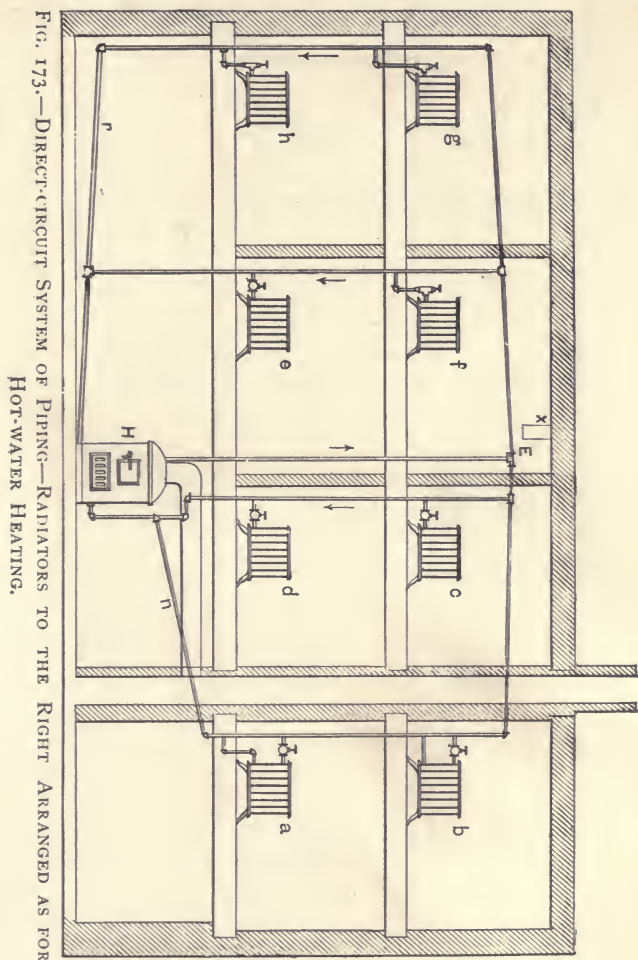 g
h
r
f
e
x
E
H
c
d
n
b
a
FIG. 173.—DIRECT-CIRCUIT SYSTEM OF PIPING—RADIATORS TO THE RIGHT ARRANGED AS FOR
HOT-WATER HEATING.